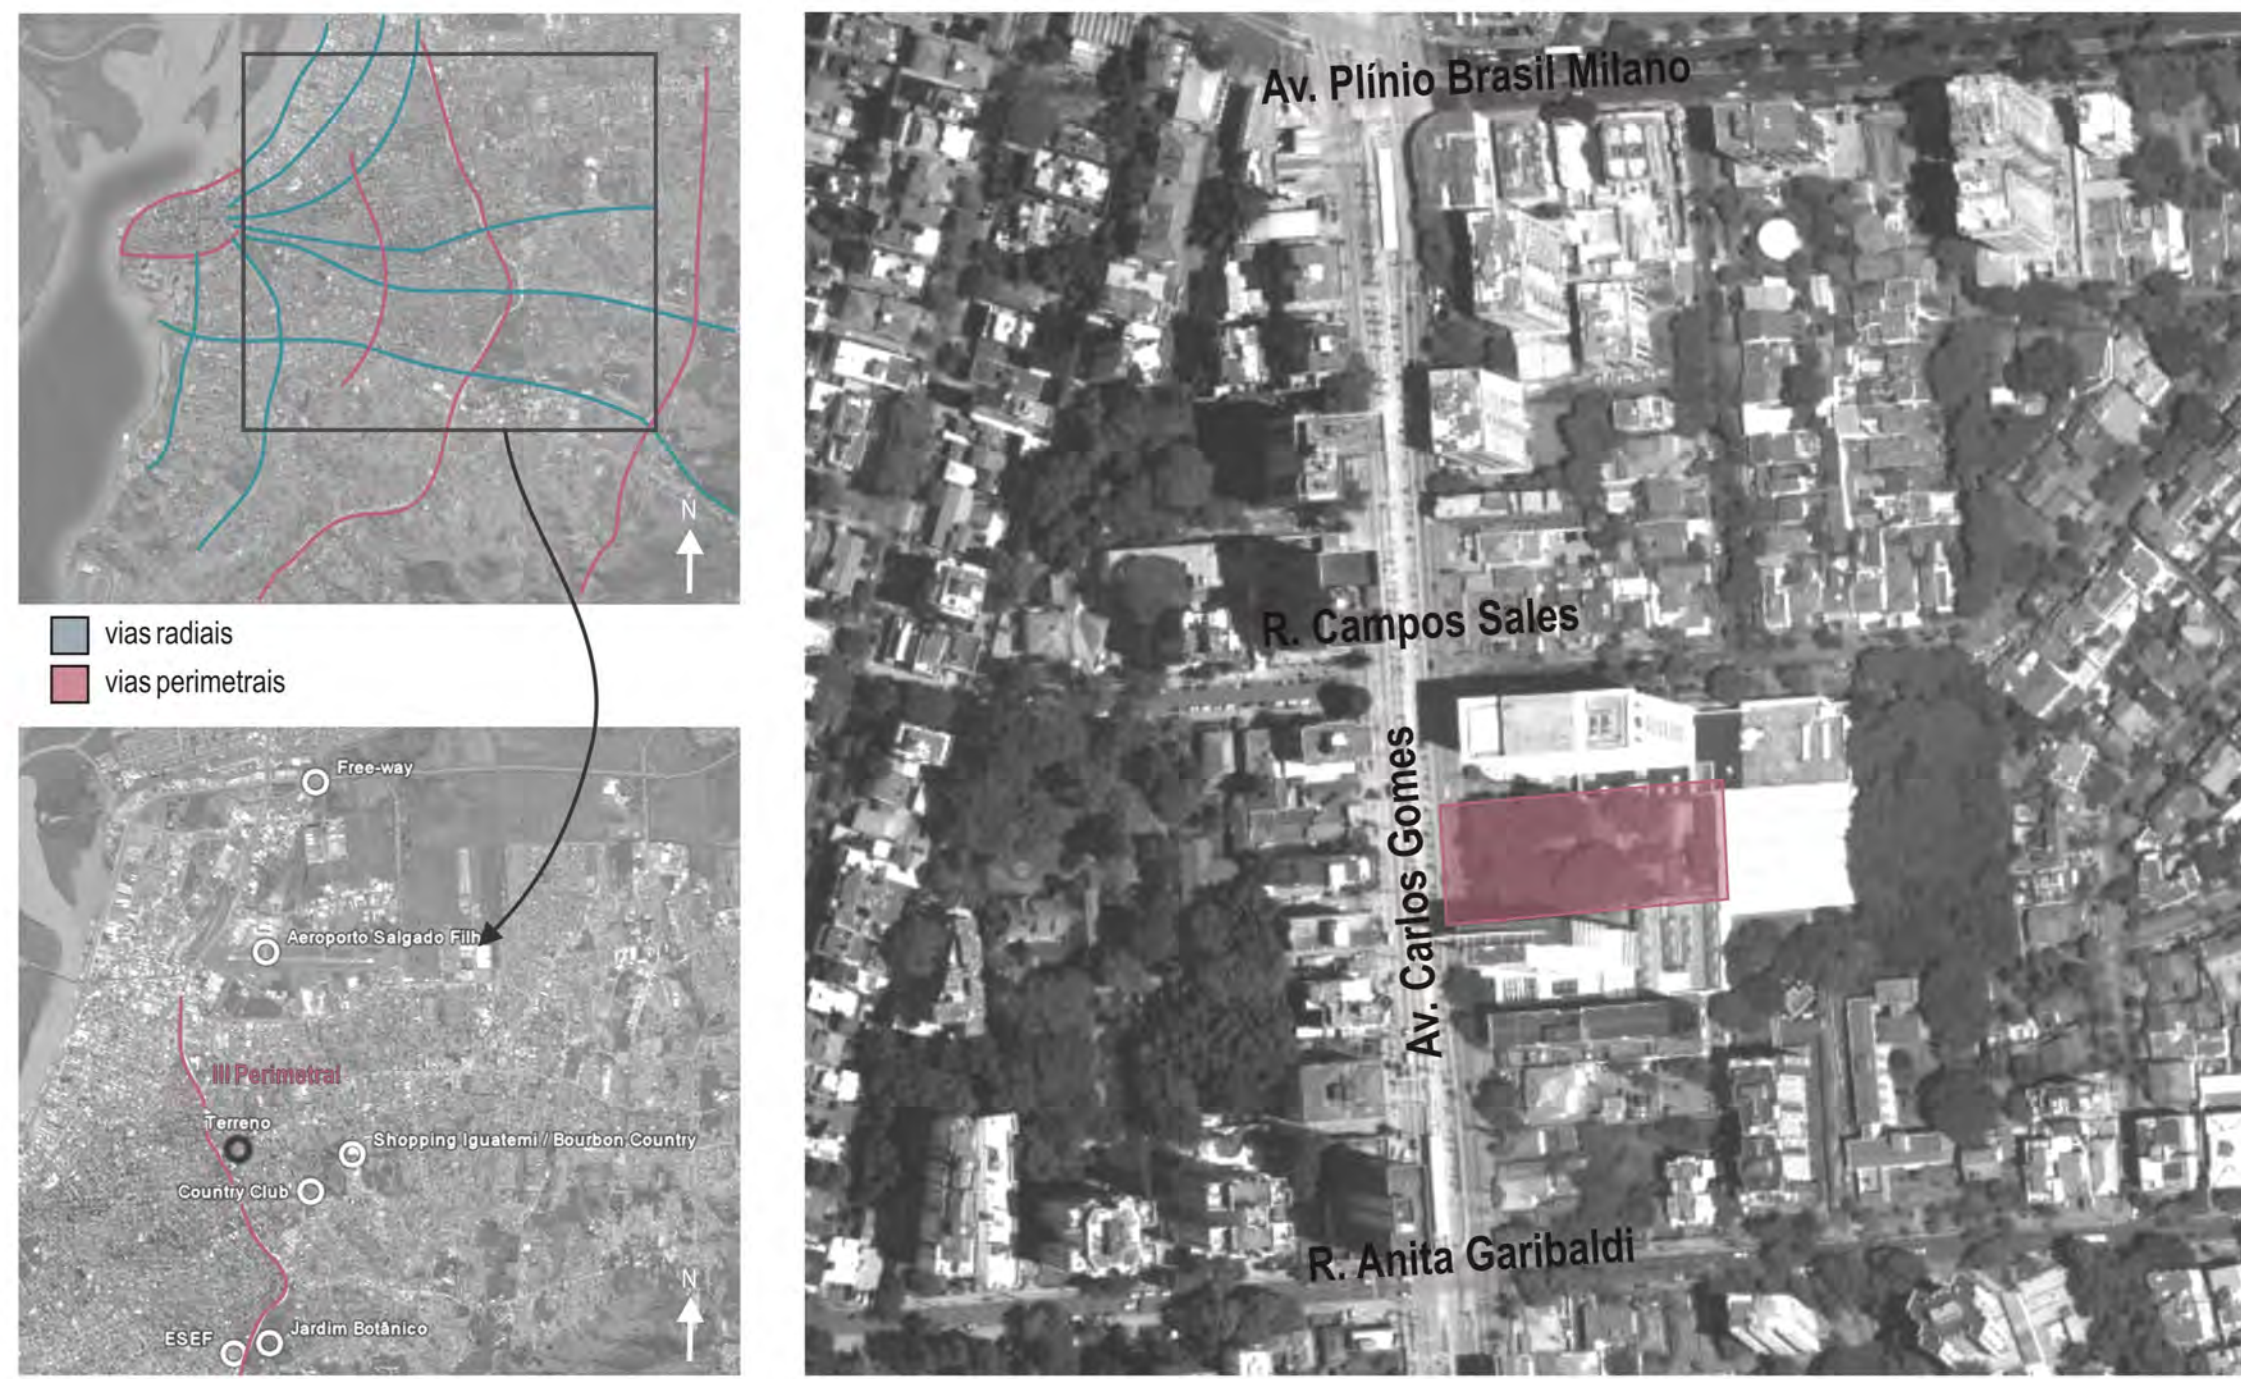 N
vias radiais
vias perimetrais
Free-way
Aeroporto Salgado Filh
III Perimetral
Terreno
Shopping Iguatemi / Bourbon Country
Country Club
N
ESEF
Jardim Botânico
Av. Plínio Brasil Milano
R. Campos Sales
Av. Carlos Gomes
R. Anita Garibaldi